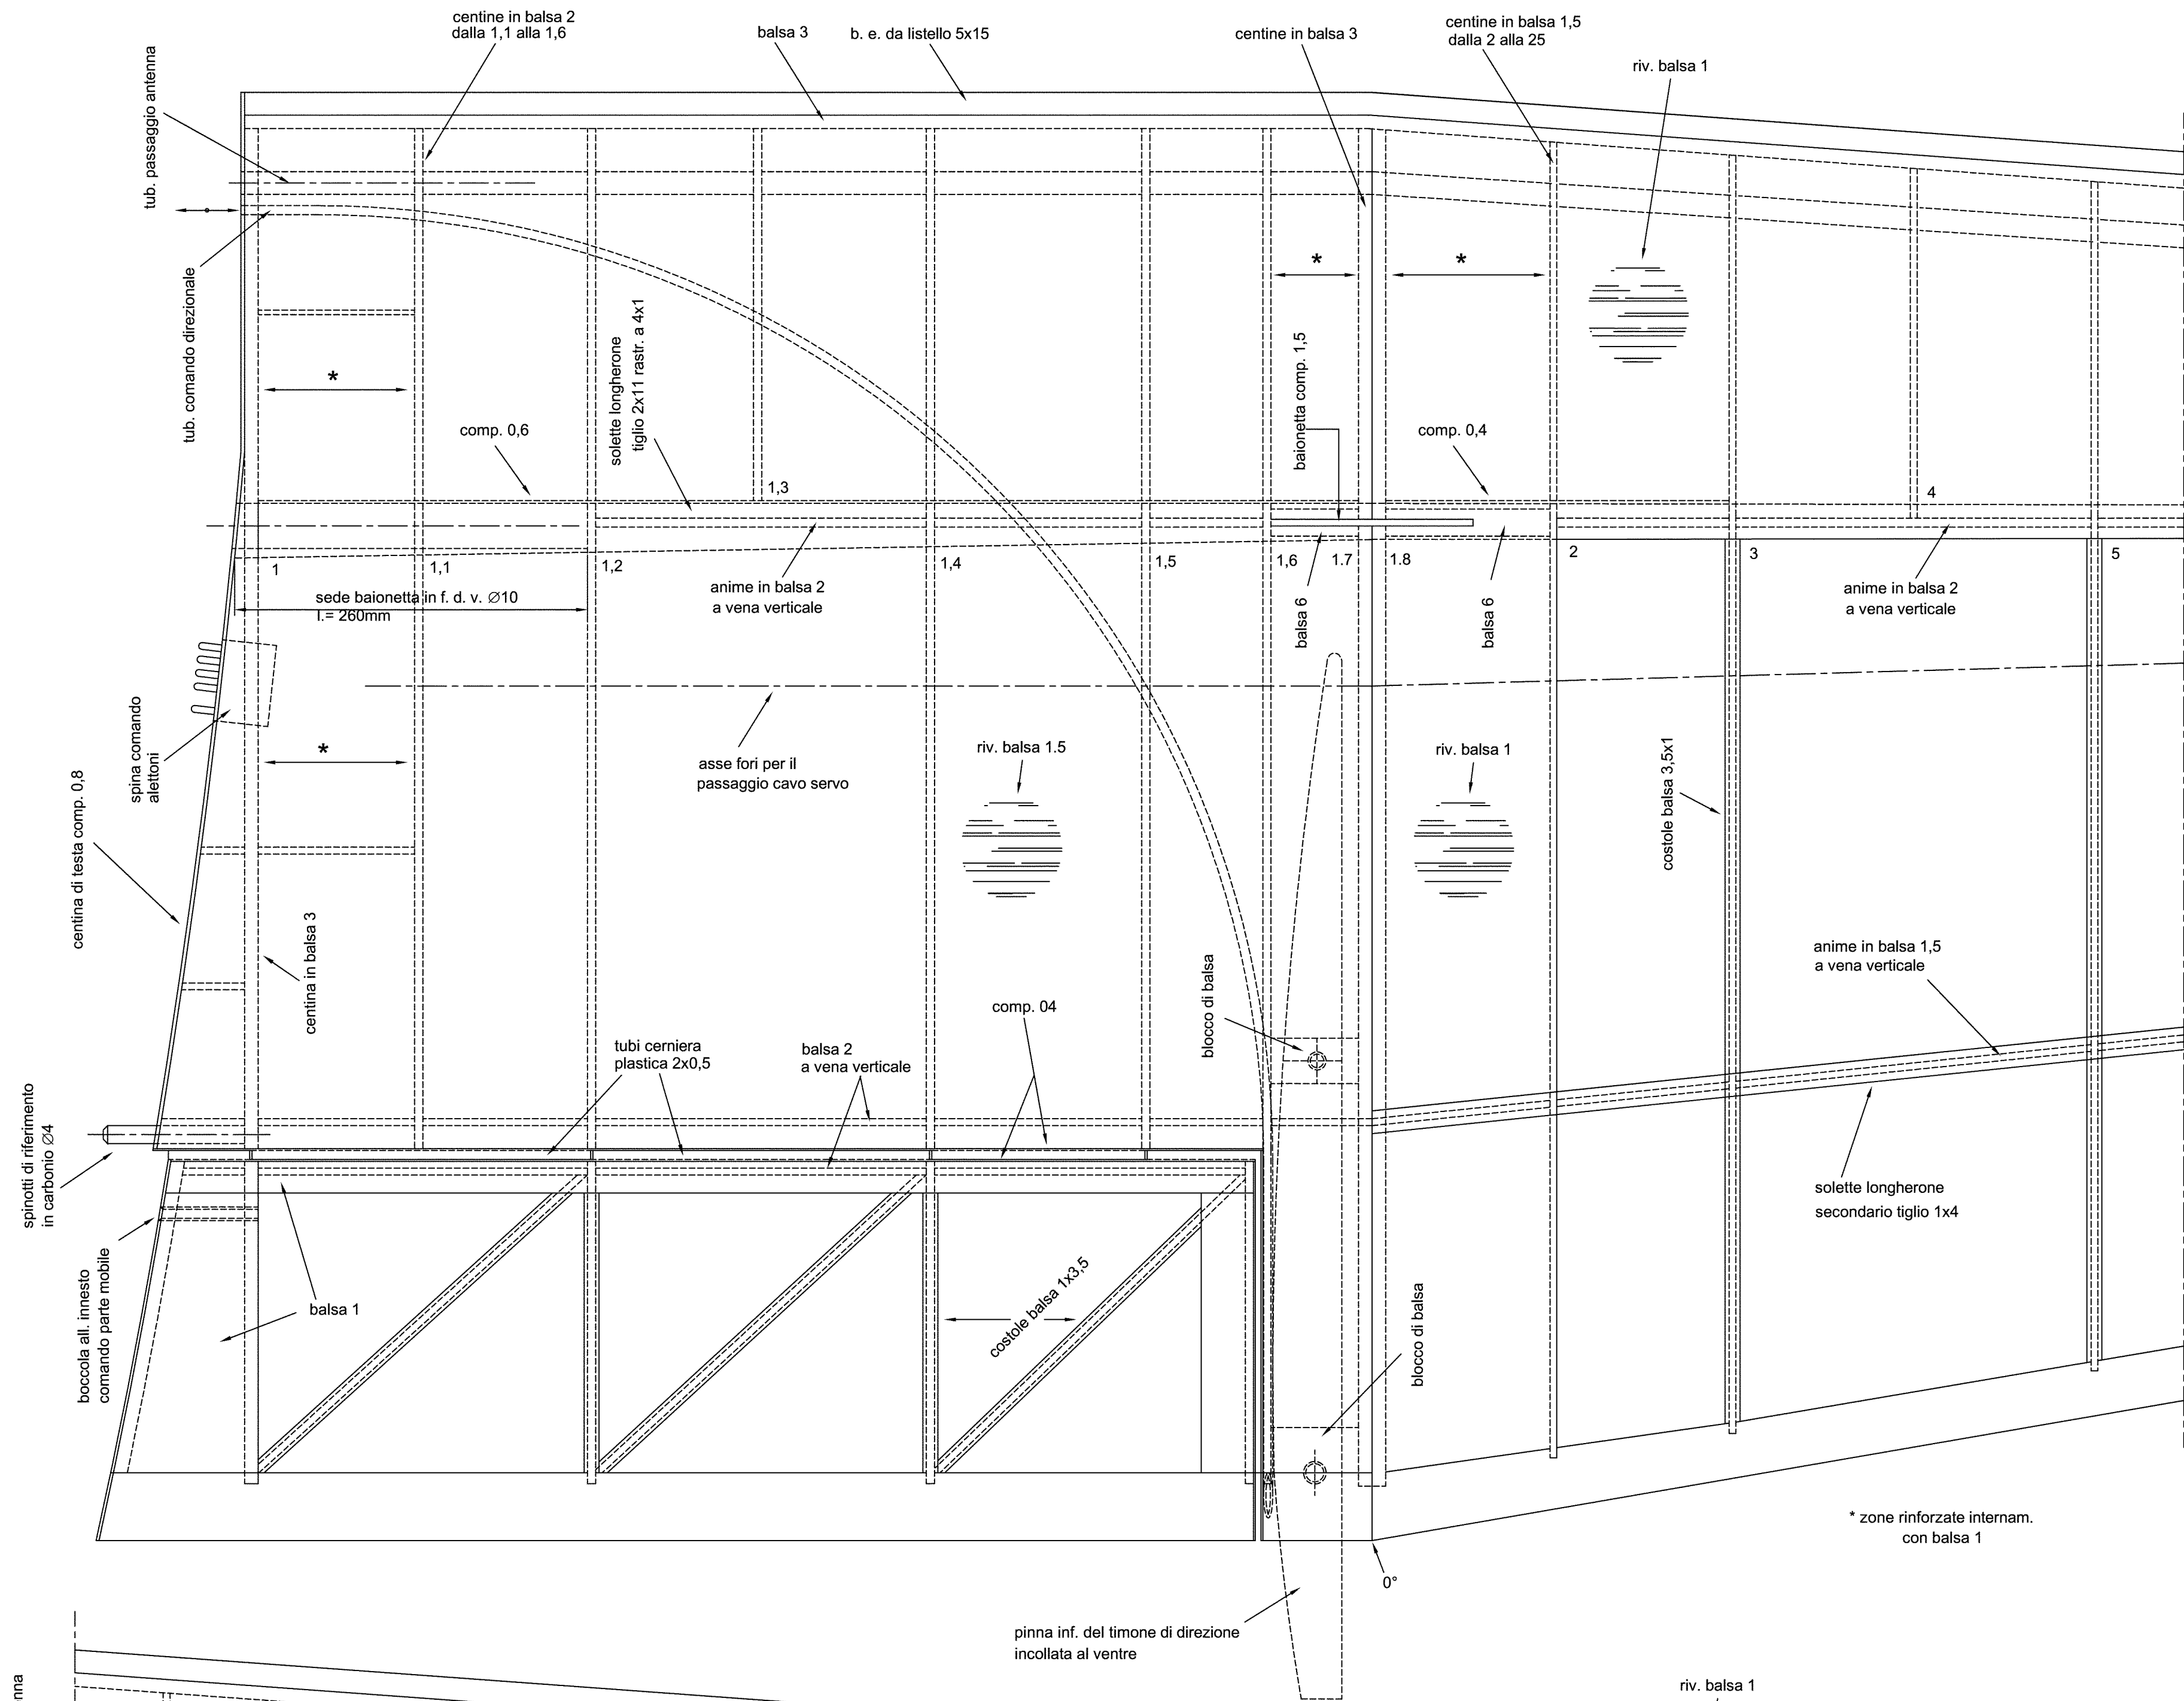 centine in balsa 2
dalla 1,1 alla 1,6
balsa 3
b. e. da listello 5x15
centine in balsa 3
centine in balsa 1,5
dalla 2 alla 25
riv. balsa 1
tub. passaggio antenna
tub. comando direzionale
*
*
*
solette longherone
tiglio 2x11 rastr. a 4x1
baionetta comp. 1,5
comp. 0,6
comp. 0,4
1,3
4
1
1,1
1,2
1,4
1,5
1,6
1.7
1.8
2
3
5
sede baionetta in f. d. v. Ø10
l.= 260mm
anime in balsa 2
a vena verticale
balsa 6
balsa 6
anime in balsa 2
a vena verticale
spina comando
alettoni
*
asse fori per il
passaggio cavo servo
riv. balsa 1.5
riv. balsa 1
costole balsa 3,5x1
centina di testa comp. 0,8
centina in balsa 3
blocco di balsa
anime in balsa 1,5
a vena verticale
comp. 04
tubi cerniera
plastica 2x0,5
balsa 2
a vena verticale
spinotti di riferimento
in carbonio Ø4
solette longherone
secondario tiglio 1x4
boccola all. innesto
comando parte mobile
balsa 1
costole balsa 1x3,5
blocco di balsa
* zone rinforzate internam.
con balsa 1
0°
pinna inf. del timone di direzione
incollata al ventre
riv. balsa 1